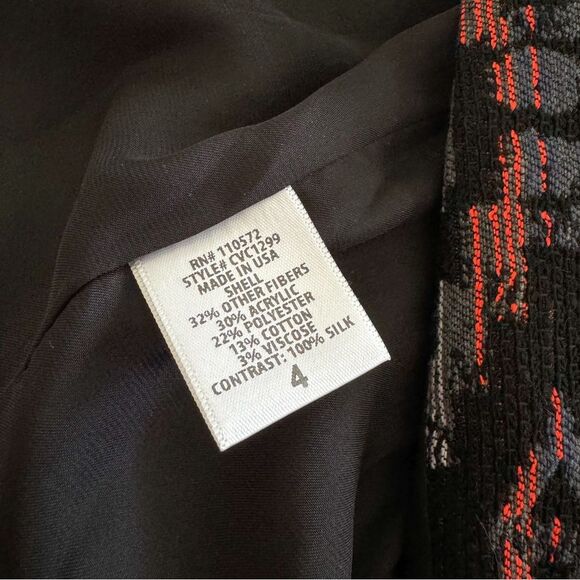 RN# 110572
STYLE# CVC1299
MADE IN USA
SHELL
32% OTHER FIBERS
30% ACRYLIC
22% POLYESTER
13% COTTON
3% VISCOSE
CONTRAST: 100% SILK
4